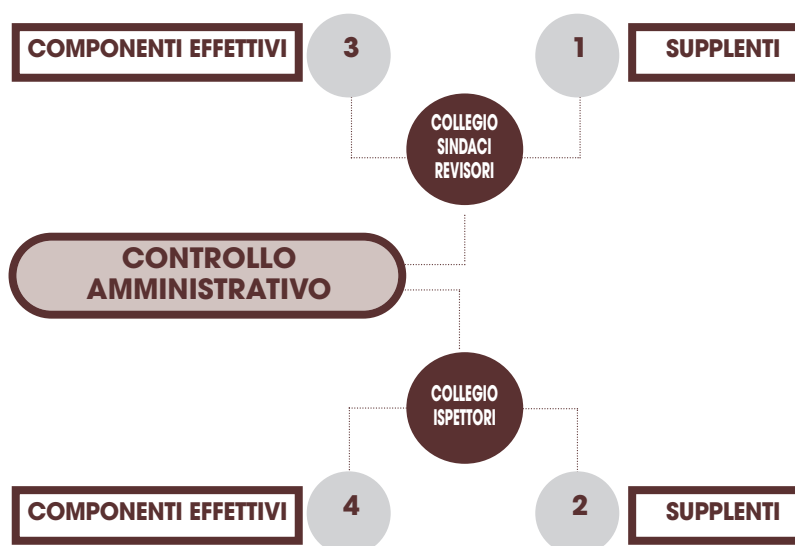 COMPONENTI EFFETTIVI
3
1
SUPPLENTI
COLLEGIO
SINDACI
REVISORI
CONTROLLO
AMMINISTRATIVO
COLLEGIO
ISPETTORI
COMPONENTI EFFETTIVI
4
2
SUPPLENTI